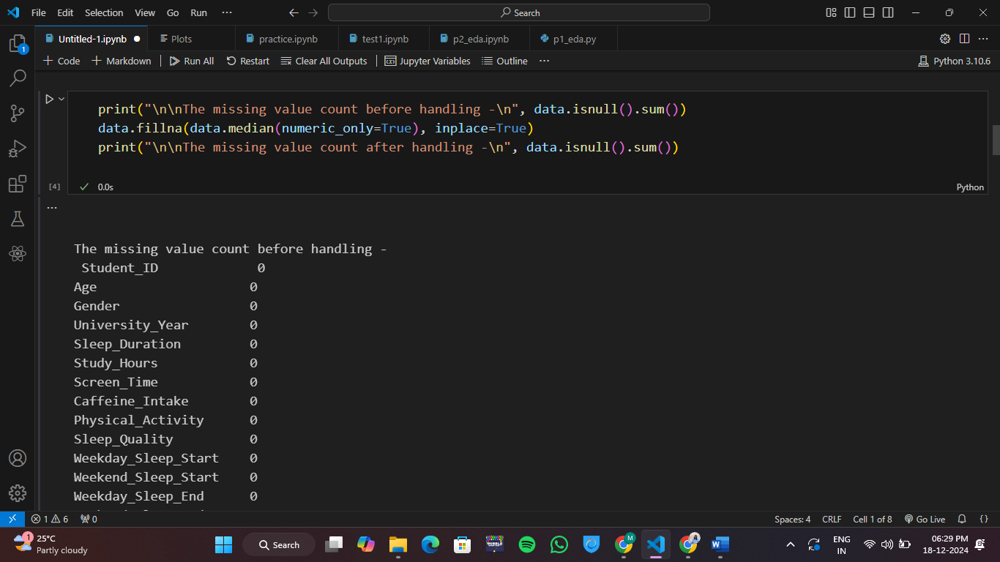 File Edit Selection View Go Run ··· Search
Untitled-1.ipynb Plots practice.ipynb test1.ipynb p2_eda.ipynb p1_eda.py ···
+ Code + Markdown Run All Restart Clear All Outputs Jupyter Variables Outline ··· Python 3.10.6
1
print("\n\nThe missing value count before handling -\n", data.isnull().sum())
data.fillna(data.median(numeric_only=True), inplace=True)
print("\n\nThe missing value count after handling -\n", data.isnull().sum())
[4] 0.0s Python
...
The missing value count before handling -
Student_ID 0
Age 0
Gender 0
University_Year 0
Sleep_Duration 0
Study_Hours 0
Screen_Time 0
Caffeine_Intake 0
Physical_Activity 0
Sleep_Quality 0
Weekday_Sleep_Start 0
Weekend_Sleep_Start 0
Weekday_Sleep_End 0
1 6 0 Spaces: 4 CRLF Cell 1 of 8 Go Live {}
1 25°C
Partly cloudy
Search
M
W
ENG
IN
06:29 PM
18-12-2024